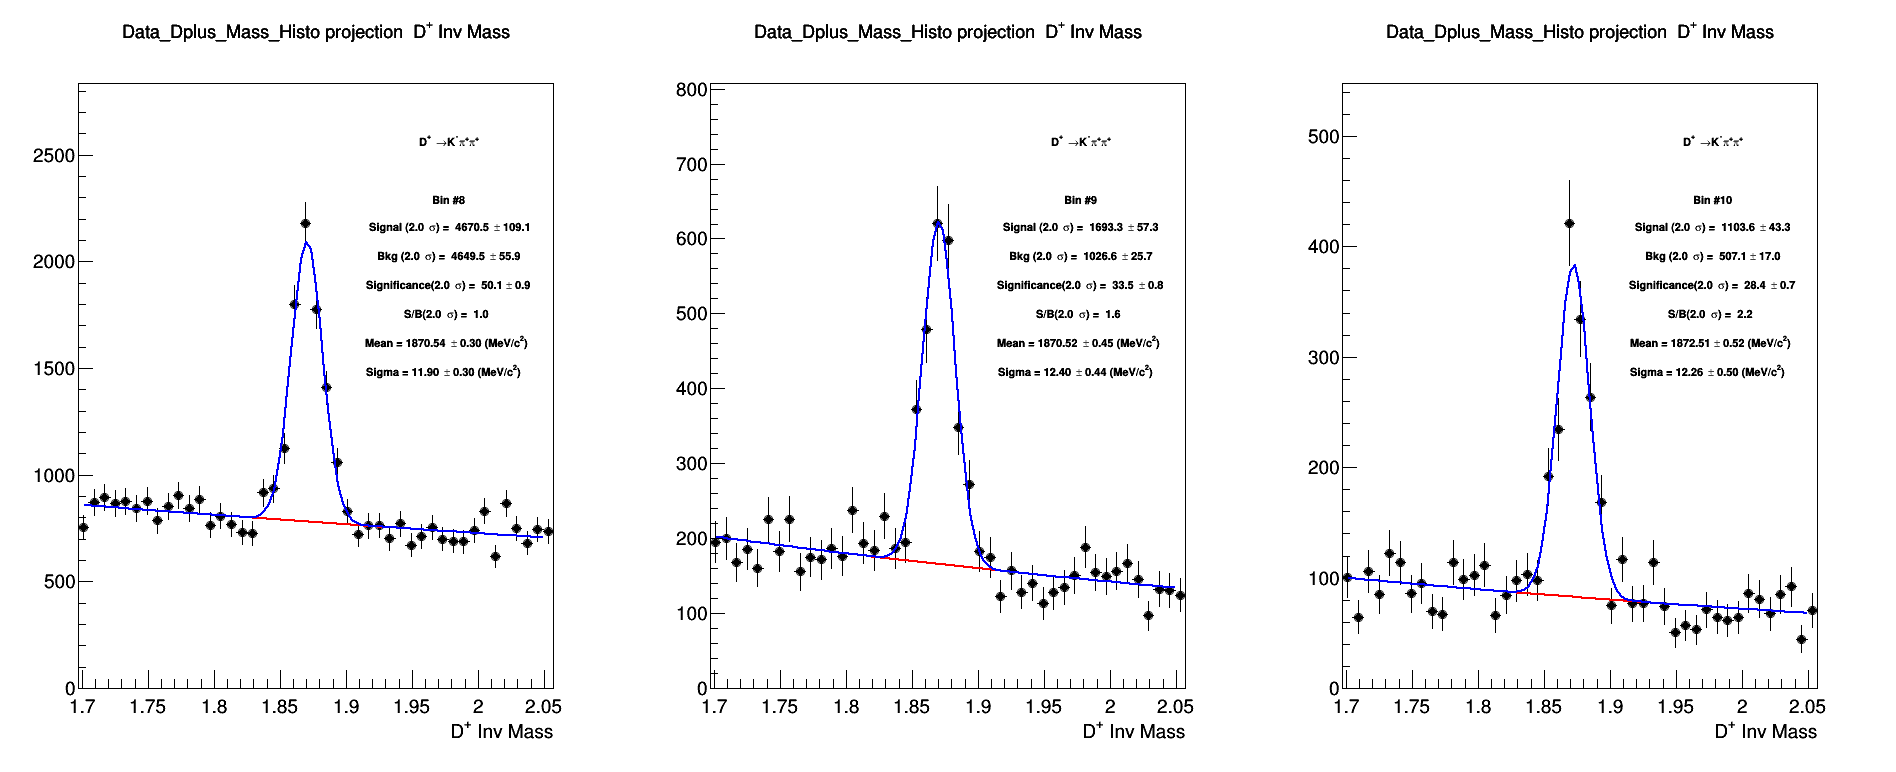 Data_Dplus_Mass_Histo projection D⁺ Inv Mass
D⁺ →K⁻π⁺π⁺
Bin #8
Signal (2.0 σ) = 4670.5 ± 109.1
Bkg (2.0 σ) = 4649.5 ± 55.9
Significance(2.0 σ) = 50.1 ± 0.9
S/B(2.0 σ) = 1.0
Mean = 1870.54 ± 0.30 (MeV/c²)
Sigma = 11.90 ± 0.30 (MeV/c²)
2500
2000
1500
1000
500
0
1.7 1.75 1.8 1.85 1.9 1.95 2 2.05
D⁺ Inv Mass
Data_Dplus_Mass_Histo projection D⁺ Inv Mass
D⁺ →K⁻π⁺π⁺
Bin #9
Signal (2.0 σ) = 1693.3 ± 57.3
Bkg (2.0 σ) = 1026.6 ± 25.7
Significance(2.0 σ) = 33.5 ± 0.8
S/B(2.0 σ) = 1.6
Mean = 1870.52 ± 0.45 (MeV/c²)
Sigma = 12.40 ± 0.44 (MeV/c²)
800
700
600
500
400
300
200
100
0
1.7 1.75 1.8 1.85 1.9 1.95 2 2.05
D⁺ Inv Mass
Data_Dplus_Mass_Histo projection D⁺ Inv Mass
D⁺ →K⁻π⁺π⁺
Bin #10
Signal (2.0 σ) = 1103.6 ± 43.3
Bkg (2.0 σ) = 507.1 ± 17.0
Significance(2.0 σ) = 28.4 ± 0.7
S/B(2.0 σ) = 2.2
Mean = 1872.51 ± 0.52 (MeV/c²)
Sigma = 12.26 ± 0.50 (MeV/c²)
500
400
300
200
100
0
1.7 1.75 1.8 1.85 1.9 1.95 2 2.05
D⁺ Inv Mass